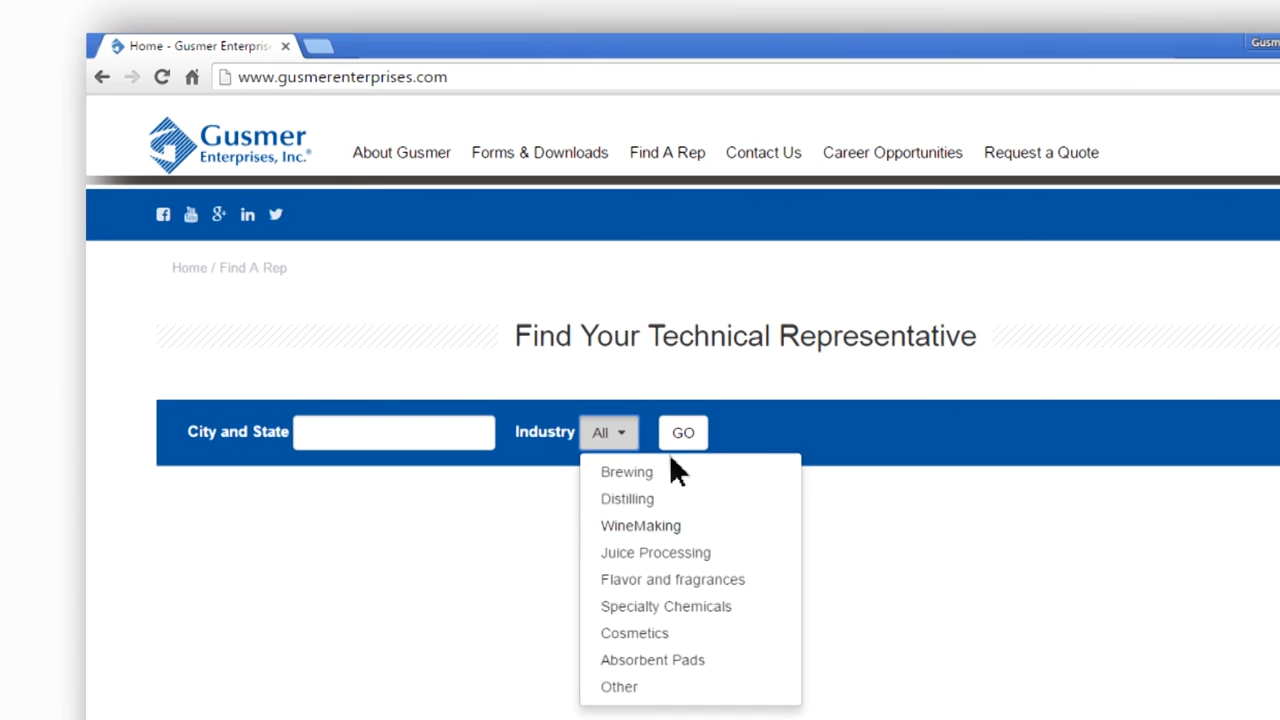 Home - Gusmer Enterpris
Gusm
www.gusmerenterprises.com
Gusmer
Enterprises, Inc.®
About Gusmer Forms & Downloads Find A Rep Contact Us Career Opportunities Request a Quote
Home / Find A Rep
Find Your Technical Representative
City and State Industry All GO
Brewing
Distilling
WineMaking
Juice Processing
Flavor and fragrances
Specialty Chemicals
Cosmetics
Absorbent Pads
Other